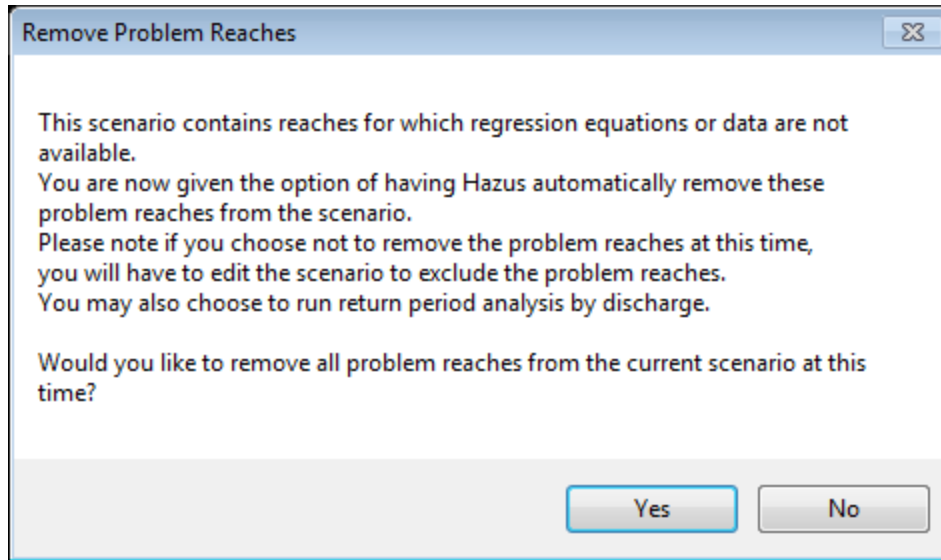 Remove Problem Reaches
This scenario contains reaches for which regression equations or data are not
available.
You are now given the option of having Hazus automatically remove these
problem reaches from the scenario.
Please note if you choose not to remove the problem reaches at this time,
you will have to edit the scenario to exclude the problem reaches.
You may also choose to run return period analysis by discharge.
Would you like to remove all problem reaches from the current scenario at this
time?
Yes
No